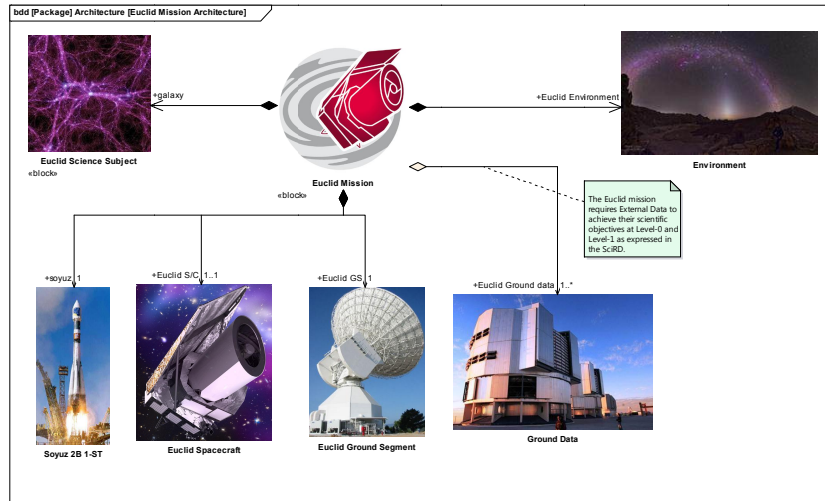 bdd [Package] Architecture [Euclid Mission Architecture]
+galaxy
+Euclid Environment
Euclid Science Subject
«block»
Euclid Mission
«block»
Environment
The Euclid mission
requires External Data to
achieve their scientific
objectives at Level-0 and
Level-1 as expressed in
the SciRD.
+soyuz 1
+Euclid S/C 1..1
+Euclid GS 1
+Euclid Ground data 1..*
Soyuz 2B 1-ST
Euclid Spacecraft
Euclid Ground Segment
Ground Data